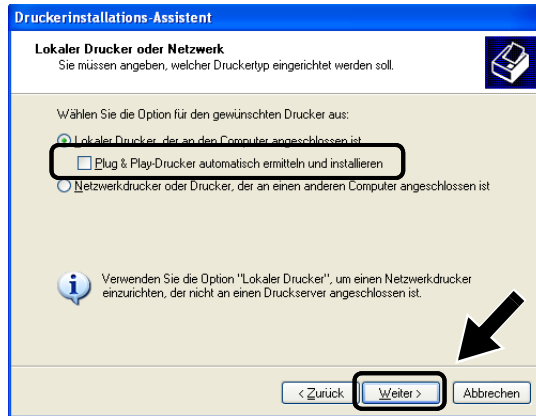 Druckerinstallations-Assistent
Lokaler Drucker oder Netzwerk
Sie müssen angeben, welcher Druckertyp eingerichtet werden soll.
Wählen Sie die Option für den gewünschten Drucker aus:
Lokaler Drucker, der an den Computer angeschlossen ist
Plug & Play-Drucker automatisch ermitteln und installieren
Netzwerkdrucker oder Drucker, der an einen anderen Computer angeschlossen ist
Verwenden Sie die Option "Lokaler Drucker", um einen Netzwerkdrucker
einzurichten, der nicht an einen Druckserver angeschlossen ist.
< Zurück Weiter > Abbrechen